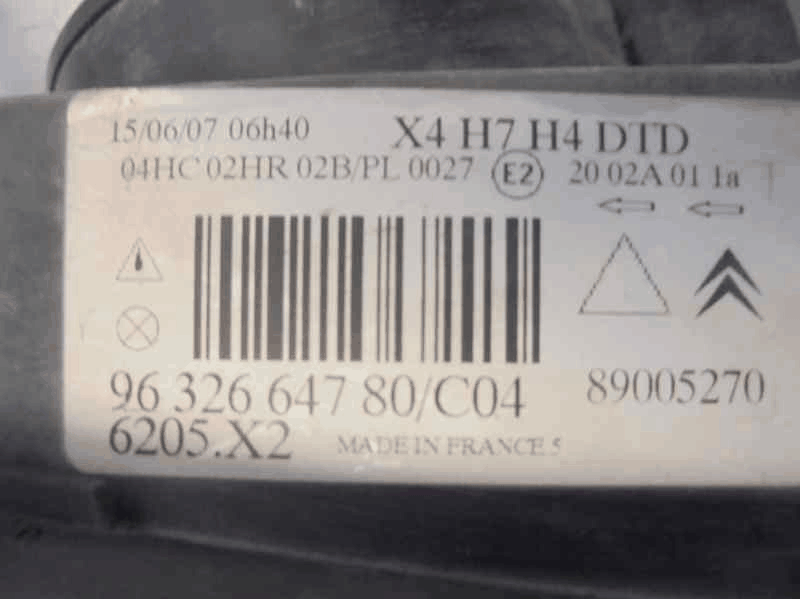 15/06/07 06h40 X4 H7 H4 DTD
04HC 02HR 02B/PL 0027 E2 20 02A 01 1a
96 326 647 80/C04 89005270
6205.X2 MADE IN FRANCE 5